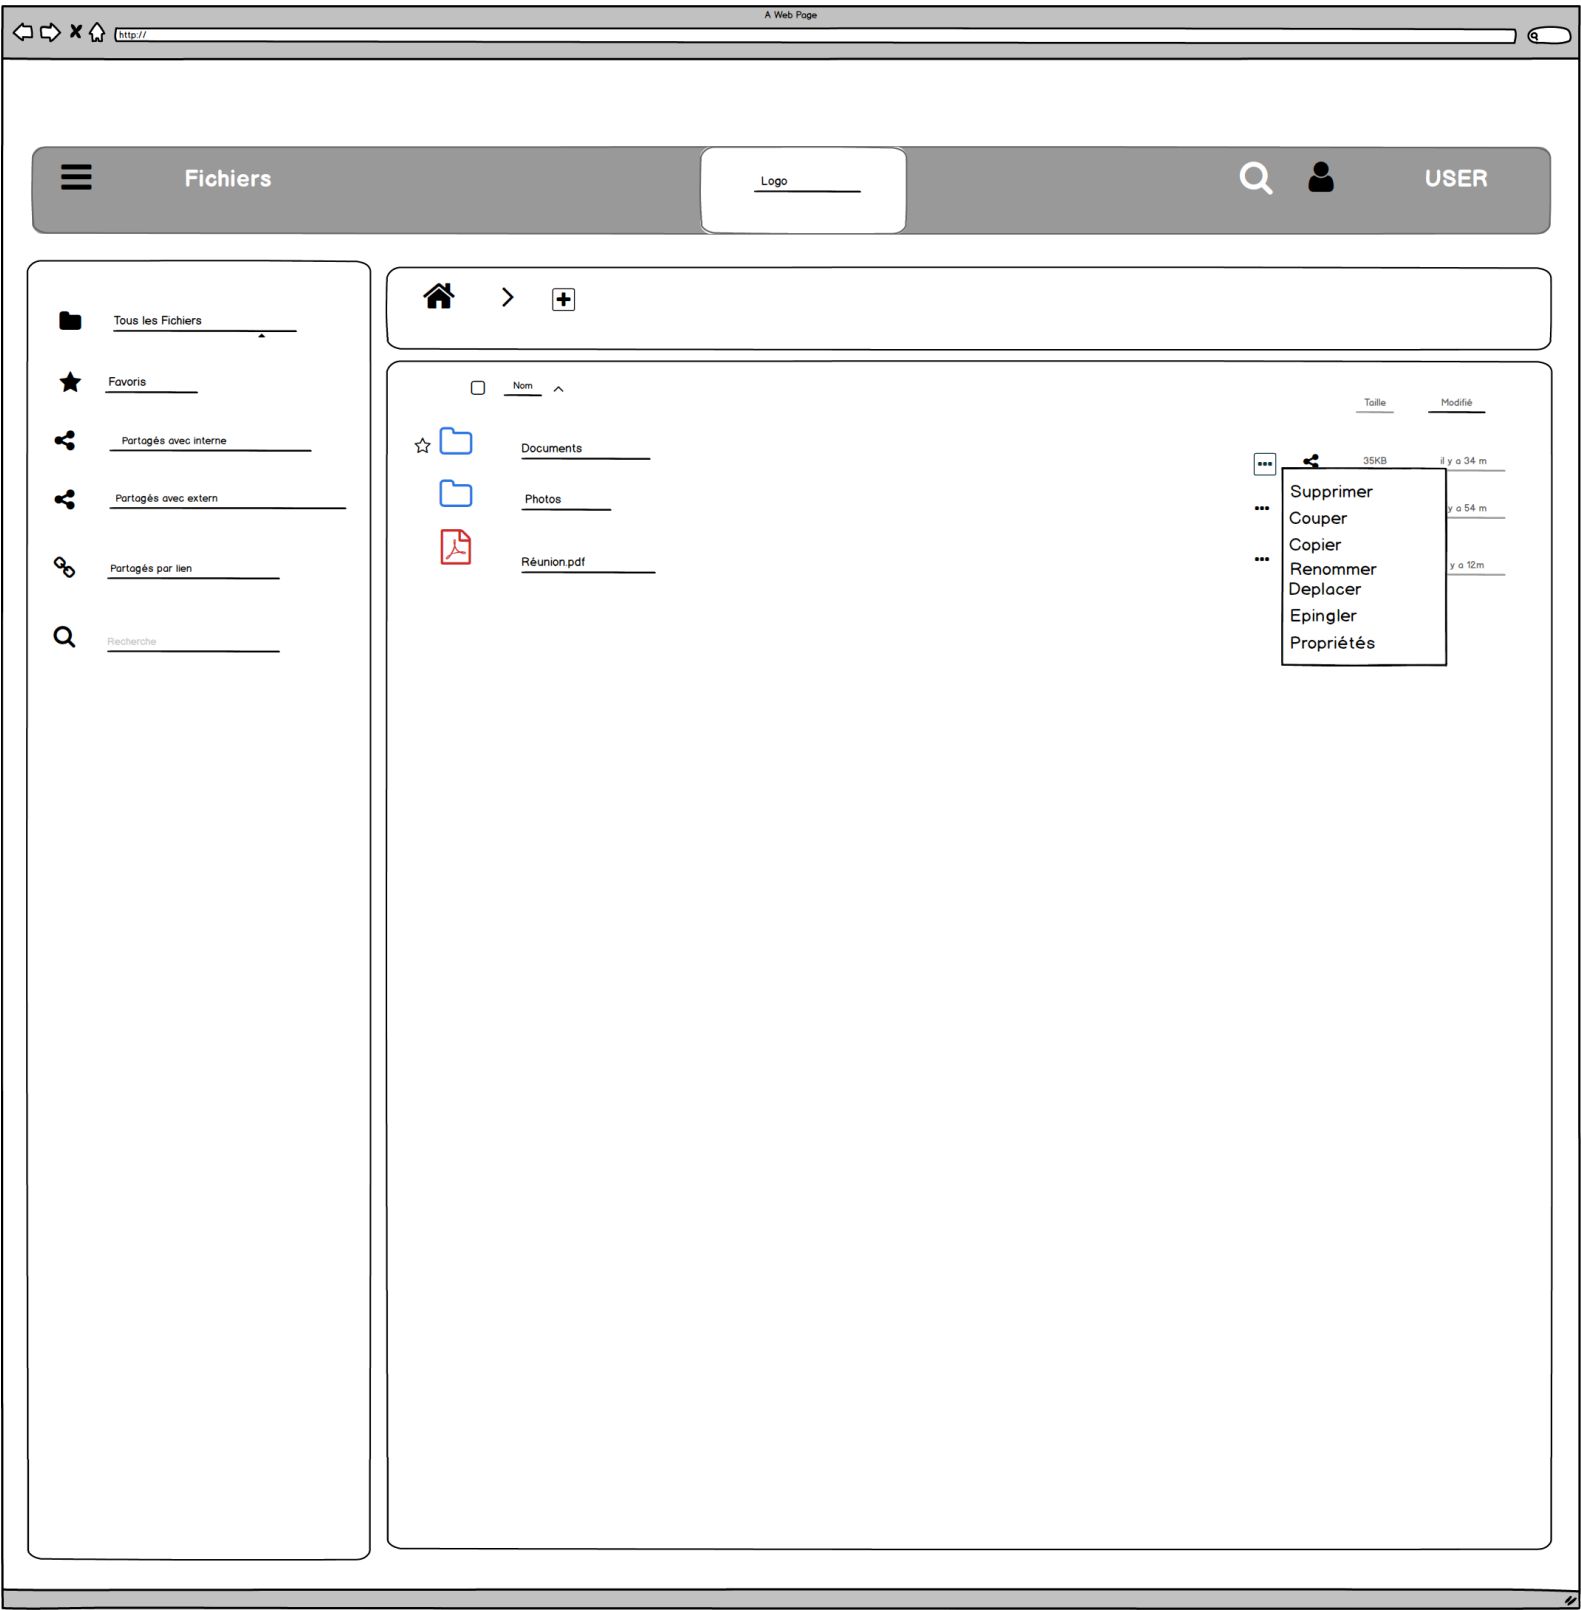 A Web Page
http://
Fichiers
Logo
USER
Tous les Fichiers
Favoris
Partagés avec interne
Partagés avec extern
Partagés par lien
Recherche
Nom
Taille
Modifié
Documents
35KB
il y a 34 m
Photos
y a 54 m
Réunion.pdf
y a 12m
Supprimer
Couper
Copier
Renommer
Deplacer
Epingler
Propriétés